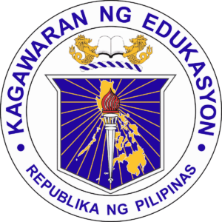 • KAGAWARAN NG EDUKASYON •
REPUBLIKA NG PILIPINAS